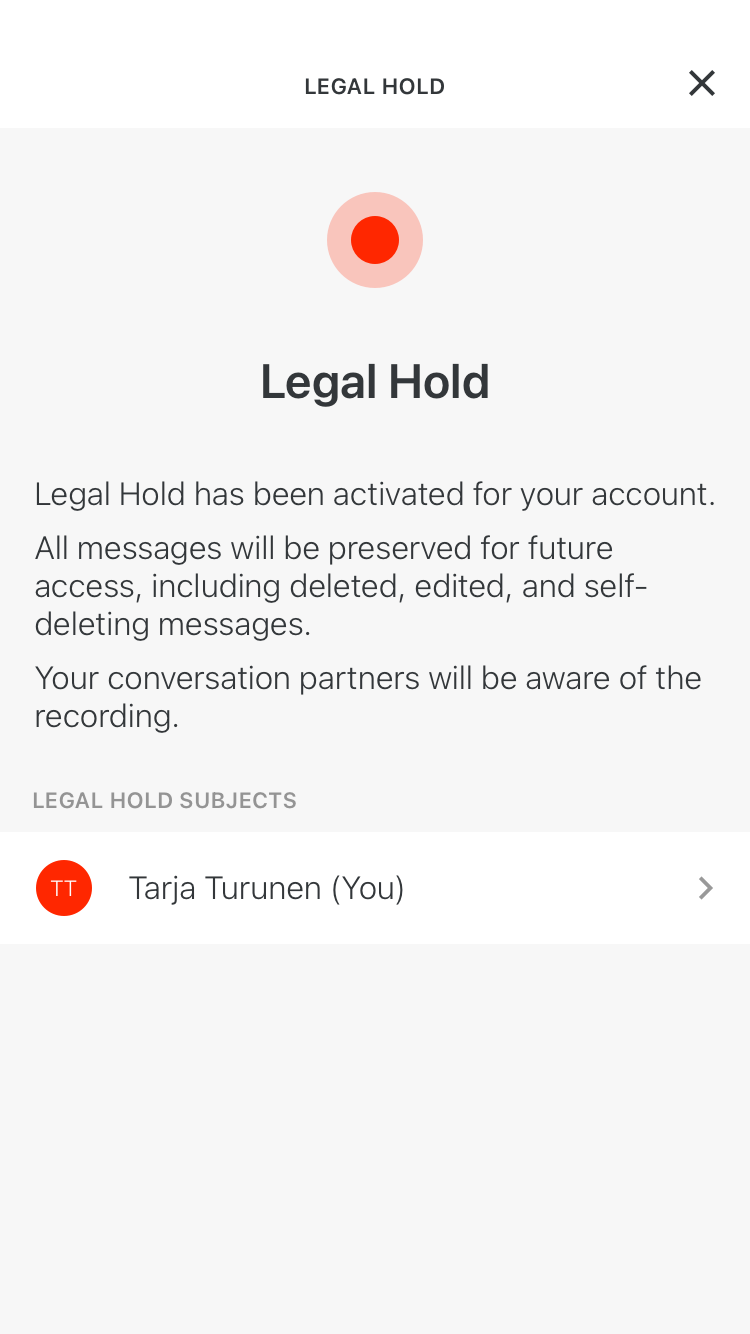 LEGAL HOLD
Legal Hold
Legal Hold has been activated for your account.
All messages will be preserved for future
access, including deleted, edited, and self-
deleting messages.
Your conversation partners will be aware of the
recording.
LEGAL HOLD SUBJECTS
TT Tarja Turunen (You)